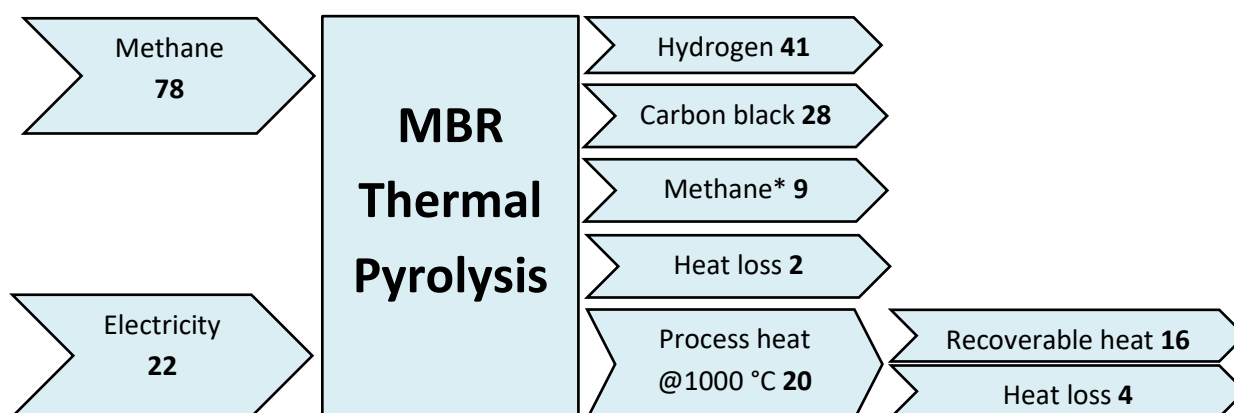 Methane
78
Electricity
22
MBR
Thermal
Pyrolysis
Hydrogen 41
Carbon black 28
Methane* 9
Heat loss 2
Process heat
@1000 °C 20
Recoverable heat 16
Heat loss 4